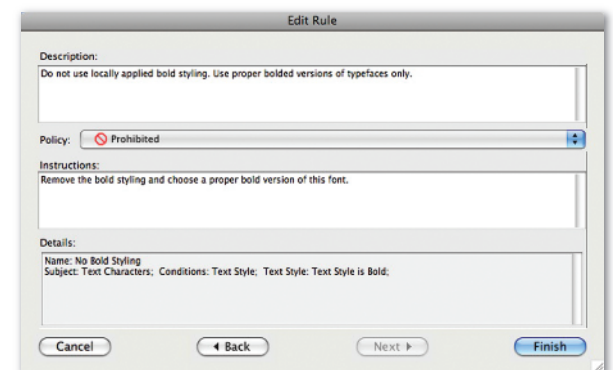 Edit Rule
Description:
Do not use locally applied bold styling. Use proper bolded versions of typefaces only.
Policy: Prohibited
Instructions:
Remove the bold styling and choose a proper bold version of this font.
Details:
Name: No Bold Styling
Subject: Text Characters; Conditions: Text Style; Text Style: Text Style is Bold;
Cancel Back Next Finish